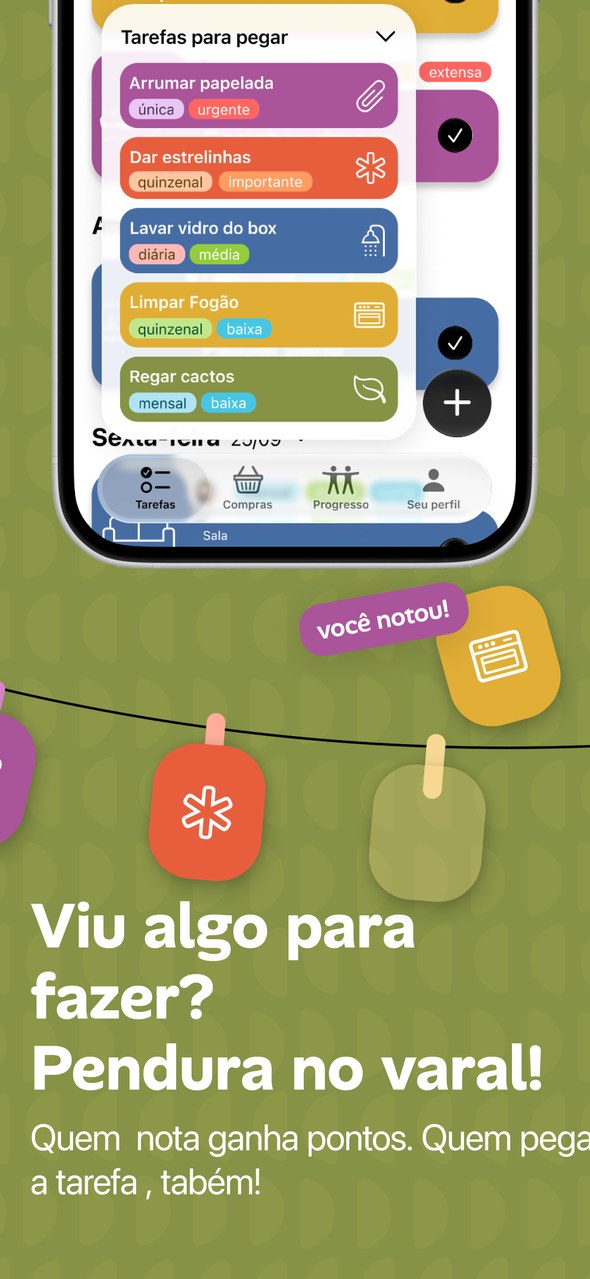 Tarefas para pegar
extensa
Arrumar papelada
única urgente
Dar estrelinhas
quinzenal importante
Lavar vidro do box
diária média
Limpar Fogão
quinzenal baixa
Regar cactos
mensal baixa
Sexta-feira 25/09
Tarefas Compras Progresso Seu perfil
Sala
você notou!
Viu algo para
fazer?
Pendura no varal!
Quem nota ganha pontos. Quem pega
a tarefa , tabém!